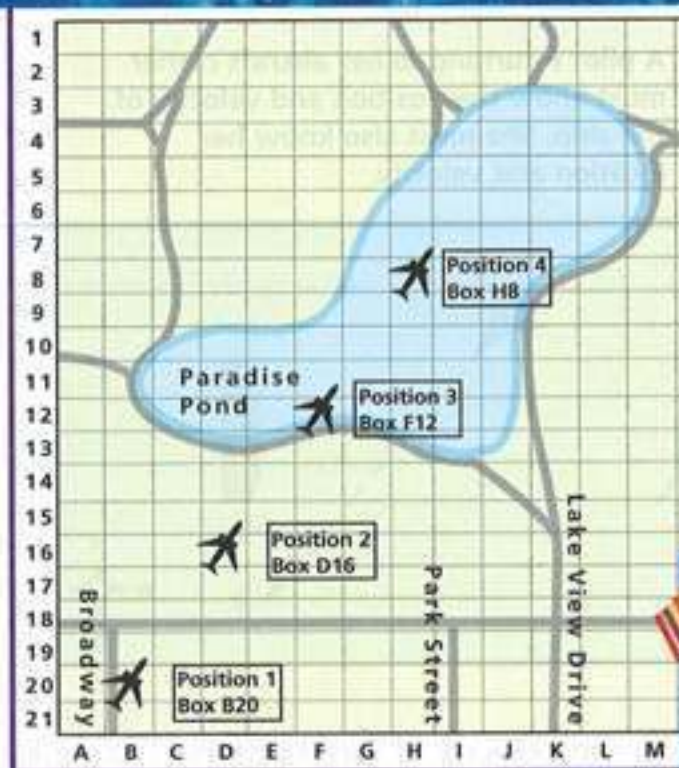 1
2
3
4
5
6
7
8
9
10
11
12
13
14
15
16
17
18
19
20
21
Position 4
Box H8
Paradise
Pond
Position 3
Box F12
Position 2
Box D16
Position 1
Box B20
Broadway
Park Street
Lake View Drive
A B C D E F G H I J K L M